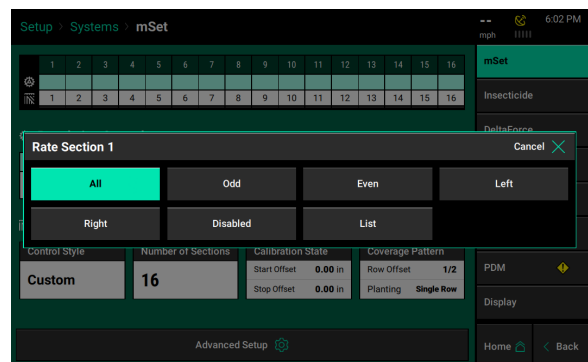 Setup > Systems > mSet
-- 6:02 PM
mph
1 2 3 4 5 6 7 8 9 10 11 12 13 14 15 16
1 2 3 4 5 6 7 8 9 10 11 12 13 14 15 16
mSet
Insecticide
DeltaForce
Rate Section 1
Cancel
All Odd Even Left
Right Disabled List
Control Style Number of Sections Calibration State Coverage Pattern
Custom 16
Start Offset 0.00 in Row Offset 1/2
Stop Offset 0.00 in Planting Single Row
PDM
Display
Advanced Setup
Home < Back